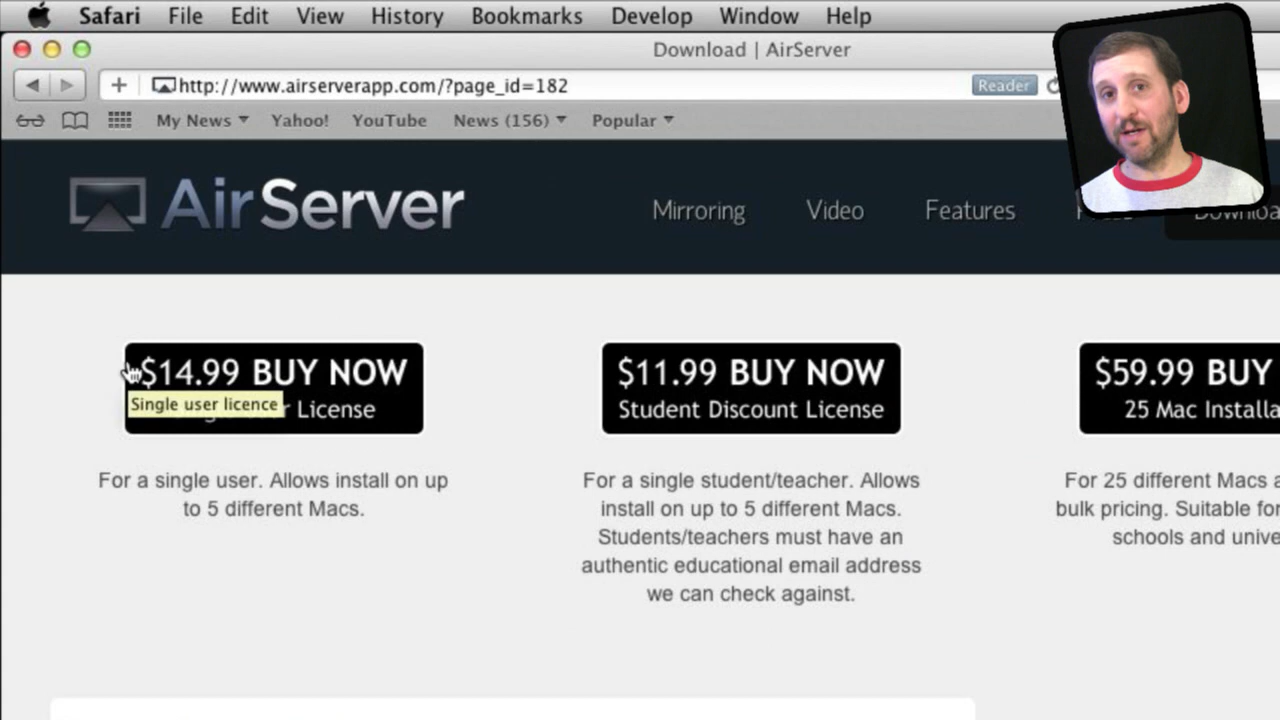 Safari File Edit View History Bookmarks Develop Window Help
Download | AirServer
http://www.airserverapp.com/?page_id=182 Reader
My News Yahoo! YouTube News (156) Popular
AirServer Mirroring Video Features
$14.99 BUY NOW
Single user licence License
$11.99 BUY NOW
Student Discount License
$59.99 BUY
25 Mac
For a single user. Allows install on up
to 5 different Macs.
For a single student/teacher. Allows
install on up to 5 different Macs.
Students/teachers must have an
authentic educational email address
we can check against.
For 25 different Macs
bulk pricing. Suitable for
schools and